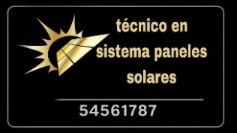 técnico en
sistema paneles
solares
54561787